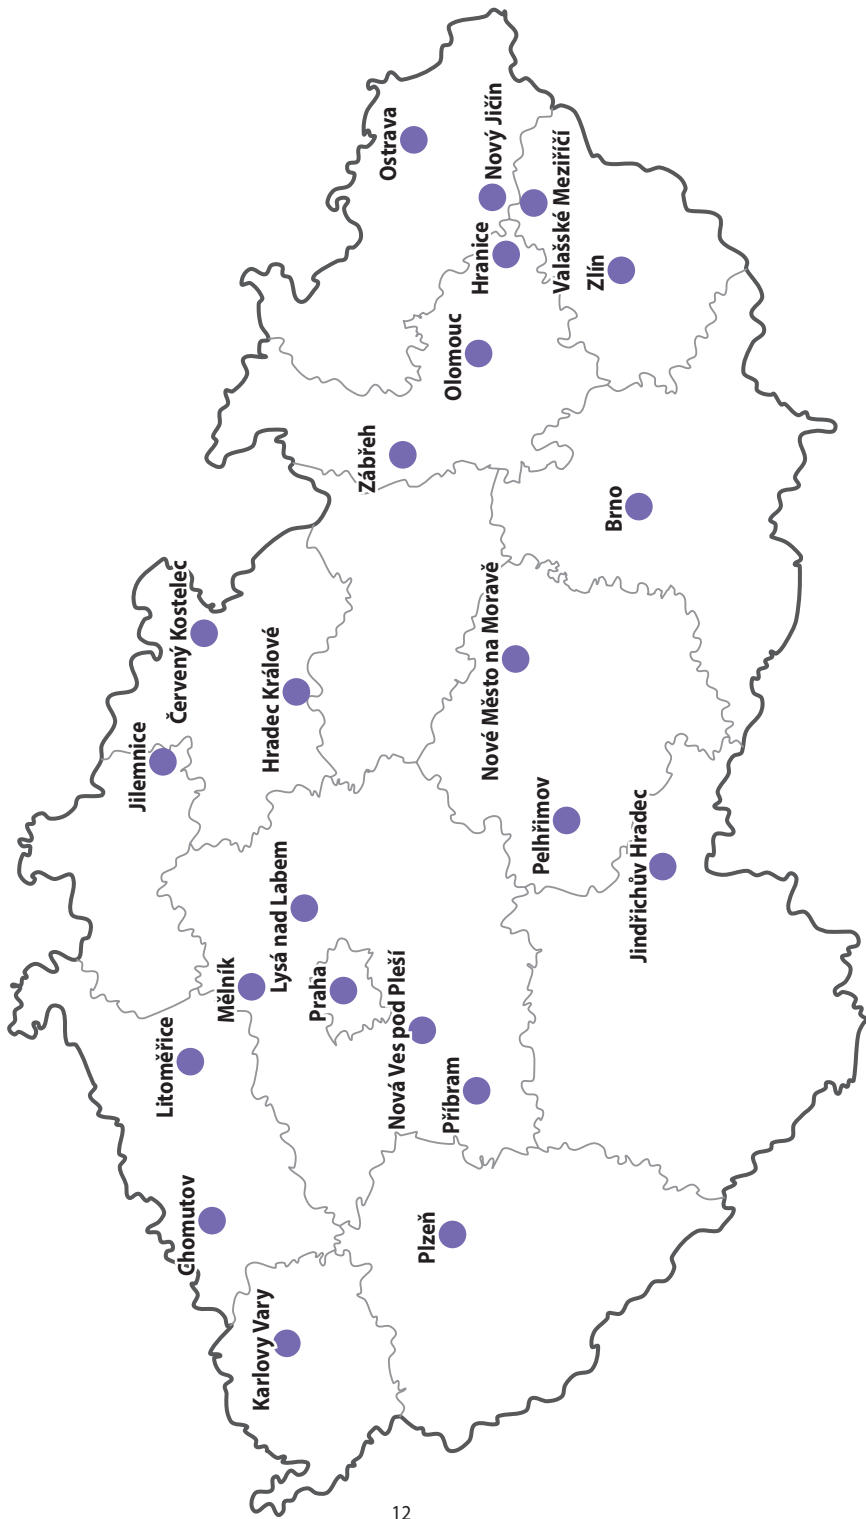 Jilemnice
Červený Kostelec
Litoměřice
Chomutov
Mělník
Lysá nad Labem
Hradec Králové
Karlovy Vary
Praha
Zábřeh
Ostrava
Nová Ves pod Pleší
Plzeň
Příbram
Olomouc
Hranice
Nový Jičín
Nové Město na Moravě
Valašské Meziříčí
Pelhřimov
Zlín
Brno
Jindřichův Hradec
12